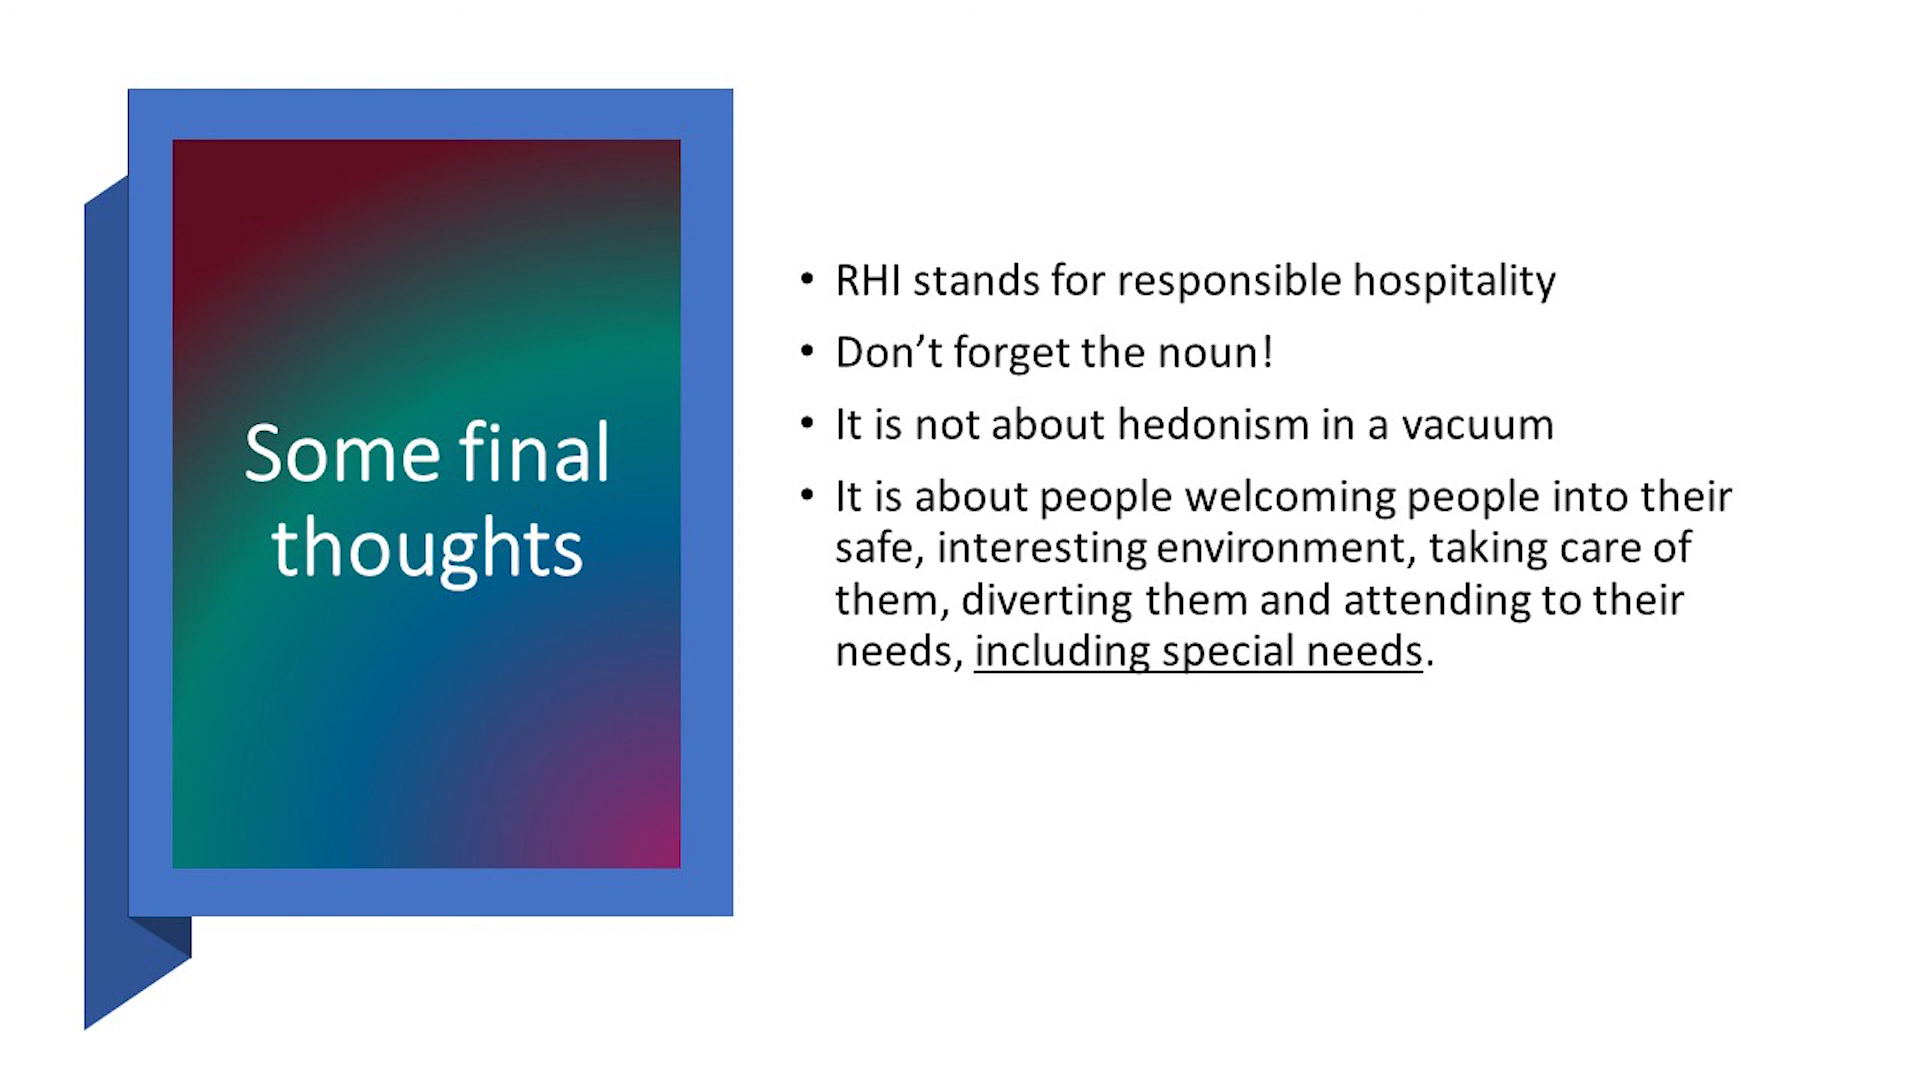 Some final
thoughts
• RHI stands for responsible hospitality
• Don’t forget the noun!
• It is not about hedonism in a vacuum
• It is about people welcoming people into their
safe, interesting environment, taking care of
them, diverting them and attending to their
needs, including special needs.